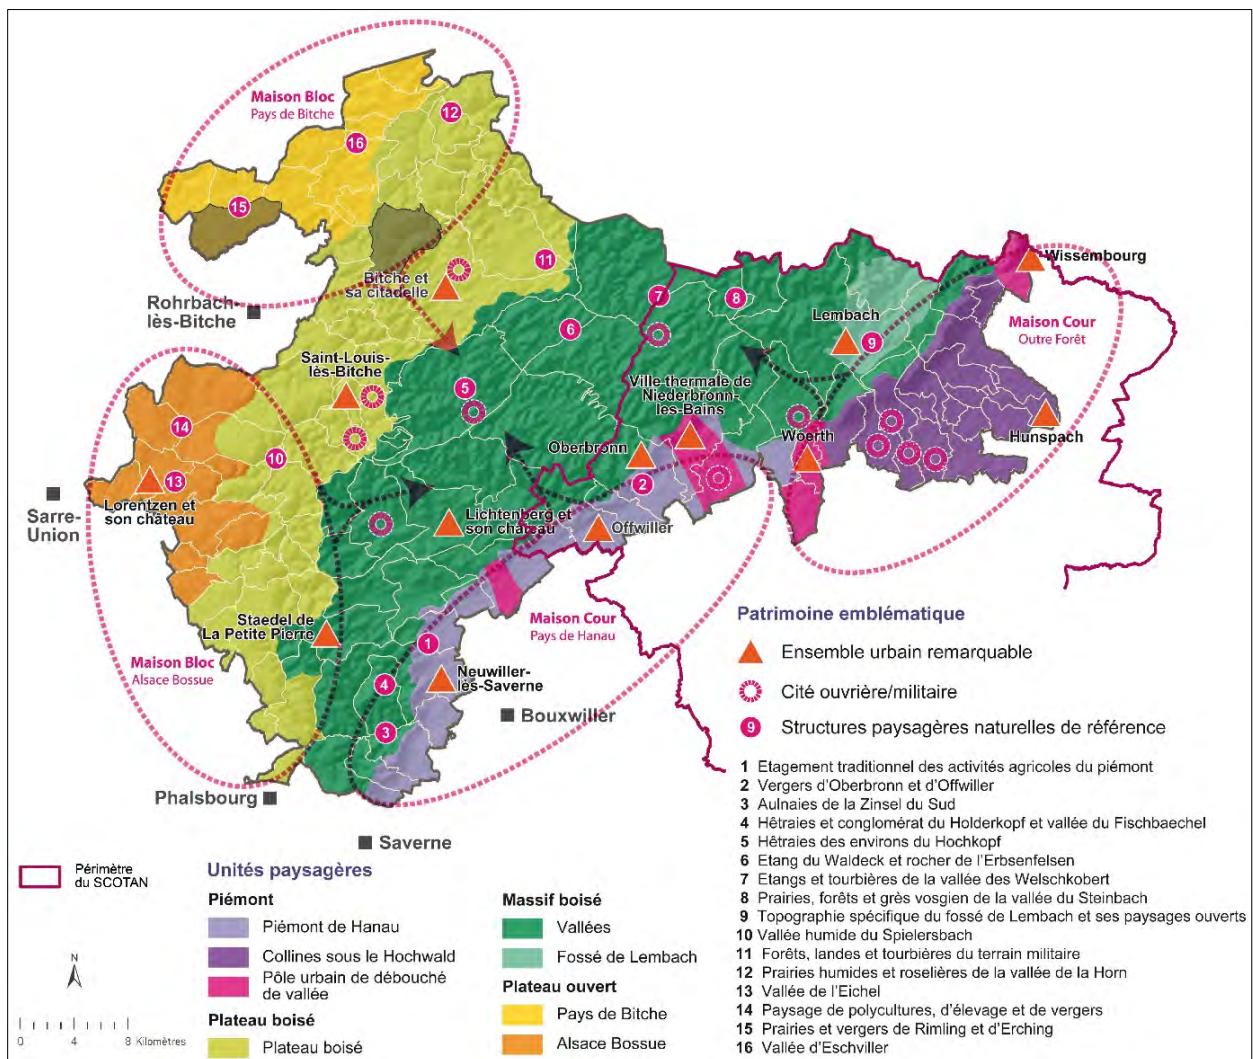 Maison Bloc
Pays de Bitche
12
16
15
11
Bitche et
sa citadelle
Rohrbach-
lès-Bitche
7
8
6
Wissembourg
Lembach
9
Maison Cour
Outre Forêt
Saint-Louis-
lès-Bitche
5
Ville thermale de
Niederbronn-
les-Bains
14
10
Oberbronn
Woerth
Hunspach
13
Lorentzen et
son château
2
Sarre-
Union
Lichtenberg et
son château
Offwiller
Staedel de
La Petite Pierre
Maison Cour
Pays de Hanau
1
Maison Bloc
Alsace Bossue
4
Neuwiller-
lès-Saverne
3
Bouxwiller
Phalsbourg
Saverne
Patrimoine emblématique
Ensemble urbain remarquable
Cité ouvrière/militaire
9 Structures paysagères naturelles de référence
1 Etagement traditionnel des activités agricoles du piémont
2 Vergers d'Oberbronn et d'Offwiller
3 Aulnaies de la Zinsel du Sud
4 Hêtraies et conglomérat du Holderkopf et vallée du Fischbaechel
5 Hêtraies des environs du Hochkopf
6 Etang du Waldeck et rocher de l'Erbsenfelsen
7 Etangs et tourbières de la vallée des Welschkobert
8 Prairies, forêts et grès vosgien de la vallée du Steinbach
9 Topographie spécifique du fossé de Lembach et ses paysages ouverts
10 Vallée humide du Spielersbach
11 Forêts, landes et tourbières du terrain militaire
12 Prairies humides et roselières de la vallée de la Horn
13 Vallée de l'Eichel
14 Paysage de polycultures, d'élevage et de vergers
15 Prairies et vergers de Rimling et d'Erching
16 Vallée d'Eschviller
Périmètre
du SCOTAN
N
0 4 8 Kilomètres
Unités paysagères
Piémont
Piémont de Hanau
Collines sous le Hochwald
Pôle urbain de débouché
de vallée
Plateau boisé
Plateau boisé
Massif boisé
Vallées
Fossé de Lembach
Plateau ouvert
Pays de Bitche
Alsace Bossue